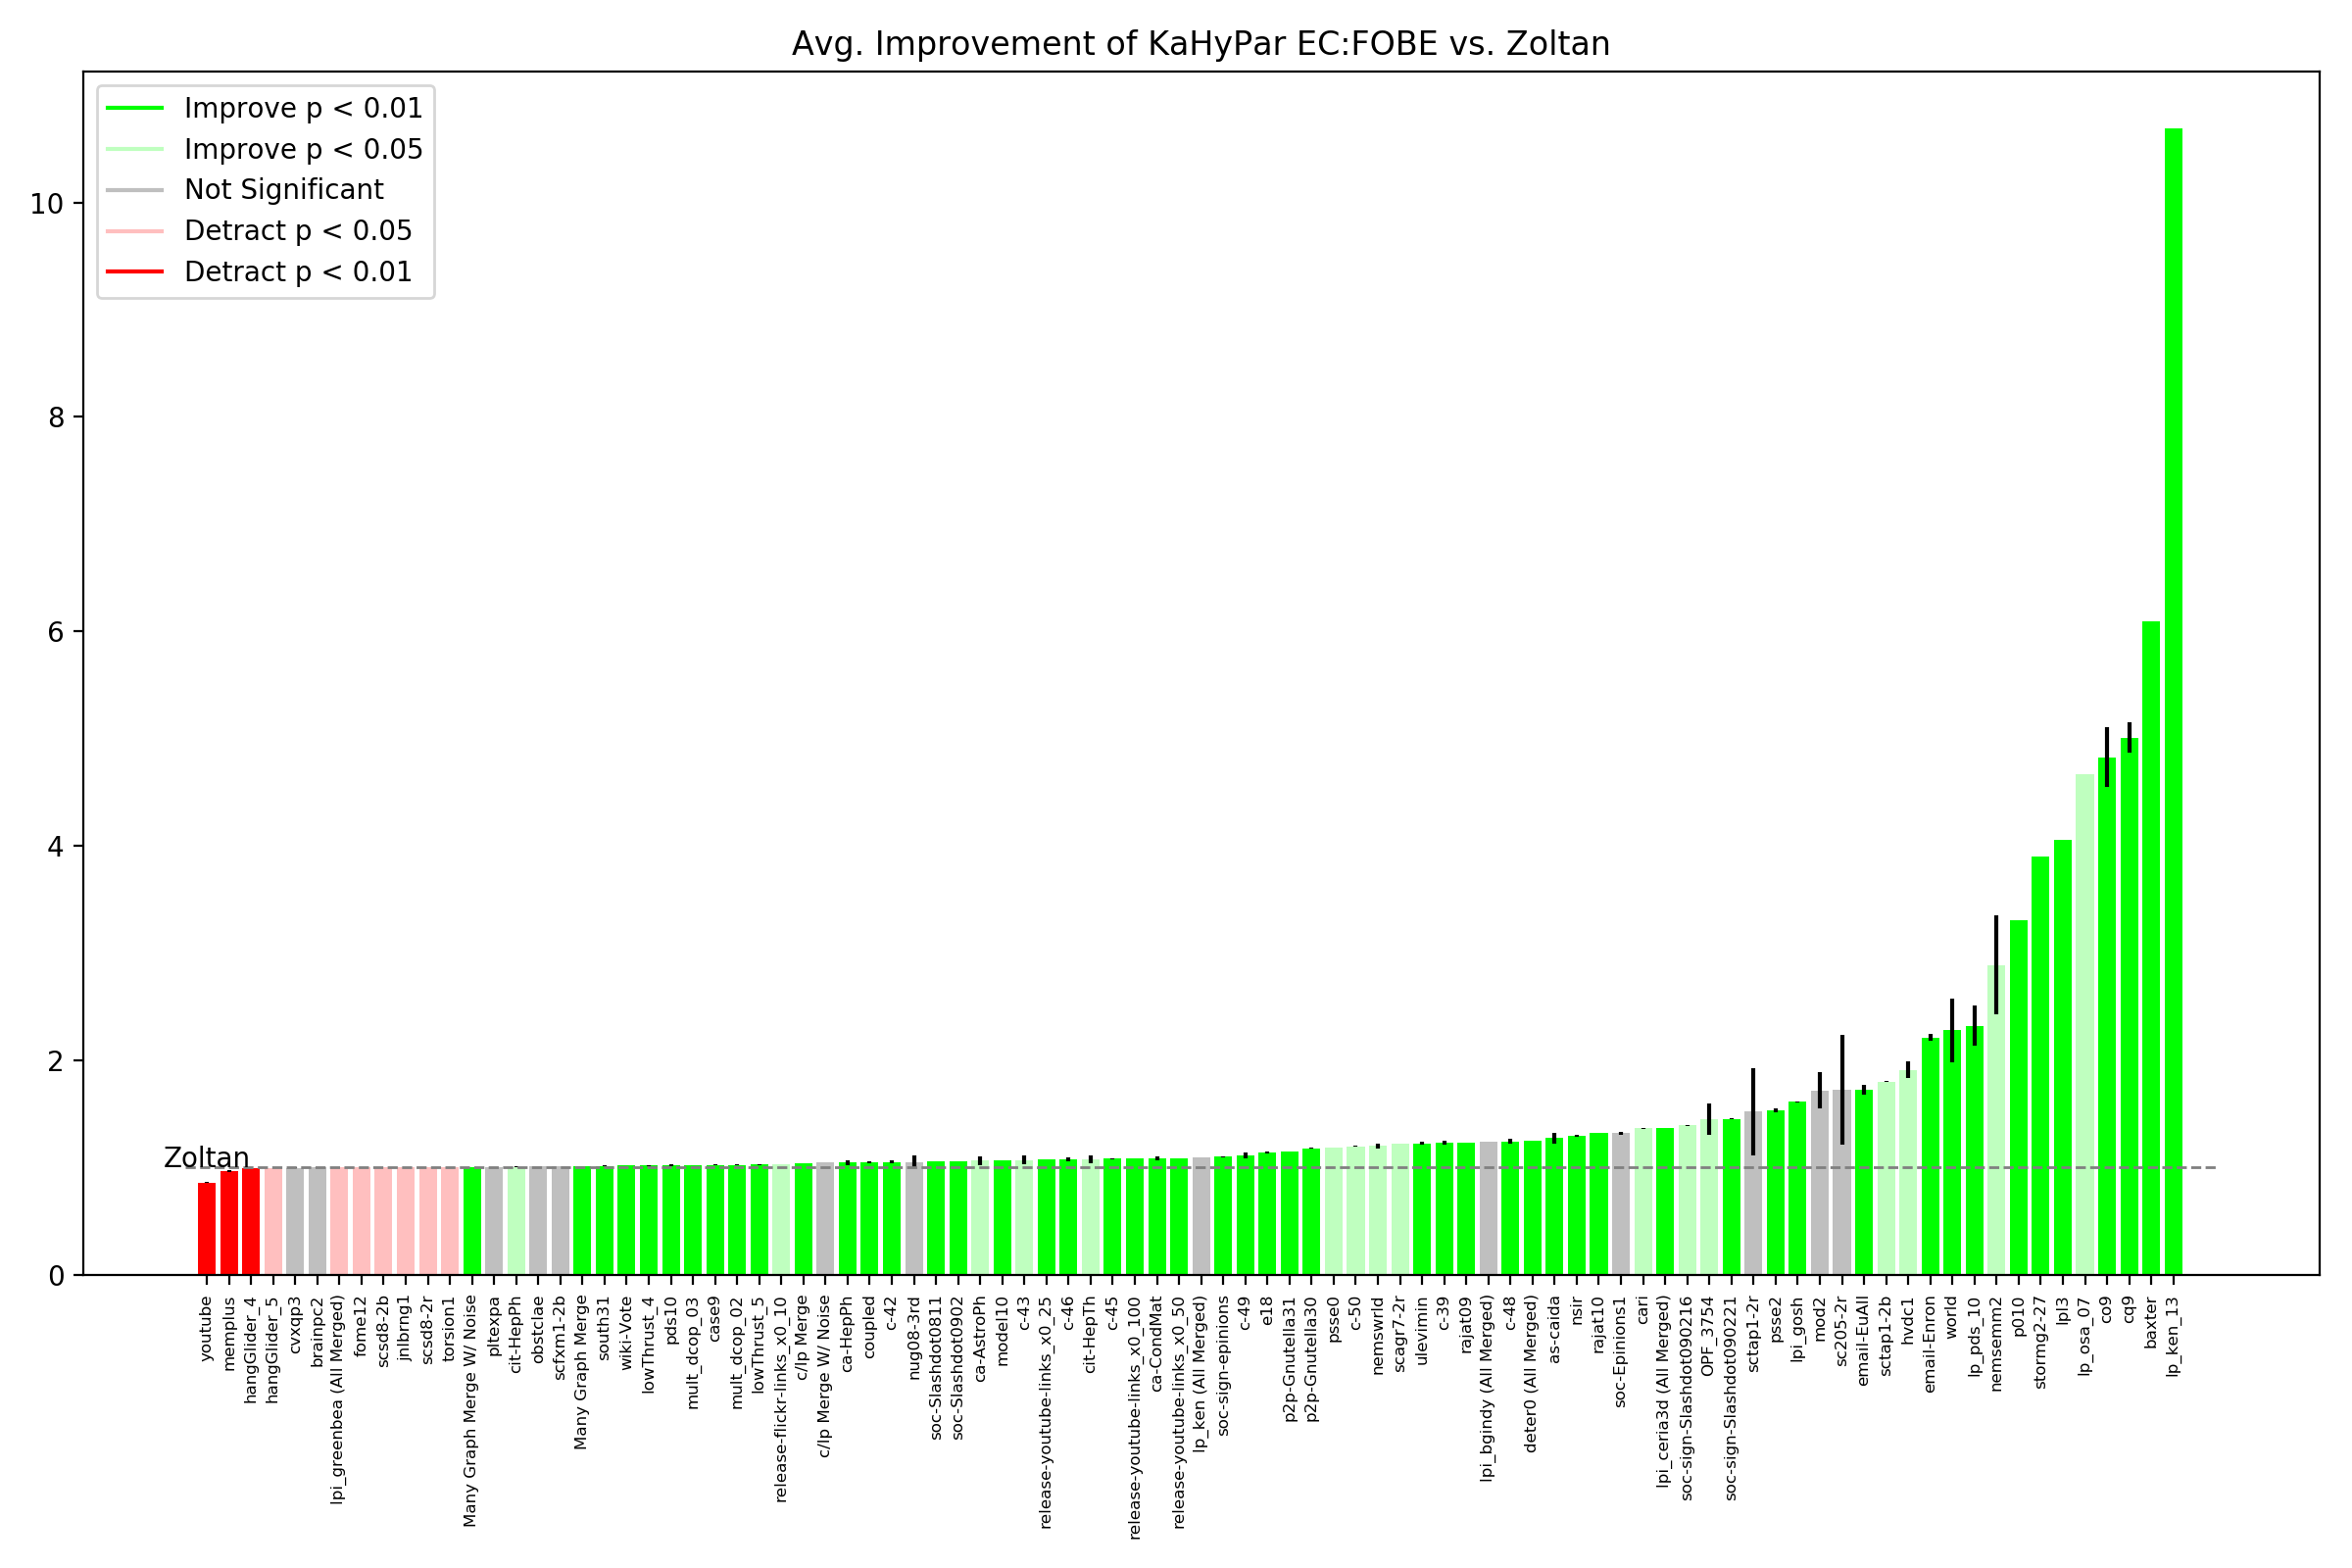 Avg. Improvement of KaHyPar EC:FOBE vs. Zoltan
Improve p < 0.01
Improve p < 0.05
Not Significant
Detract p < 0.05
Detract p < 0.01
10
8
6
4
2
0
Zoltan
youtube
memplus
hangGlider_4
hangGlider_5
cvxqp3
brainpc2
lpi_greenbea (All Merged)
fome12
scsd8-2b
jnlbrng1
scsd8-2r
torsion1
Many Graph Merge W/ Noise
pltexpa
cit-HepPh
obstclae
scfxm1-2b
Many Graph Merge
south31
wiki-Vote
lowThrust_4
pds10
mult_dcop_03
case9
mult_dcop_02
lowThrust_5
release-flickr-links_x0_10
c/lp Merge
c/lp Merge W/ Noise
ca-HepPh
coupled
c-42
nug08-3rd
soc-Slashdot0811
soc-Slashdot0902
ca-AstroPh
model10
c-43
release-youtube-links_x0_25
c-46
cit-HepTh
c-45
release-youtube-links_x0_100
ca-CondMat
release-youtube-links_x0_50
lp_ken (All Merged)
soc-sign-epinions
c-49
e18
p2p-Gnutella31
p2p-Gnutella30
psse0
c-50
nemswrld
scagr7-2r
ulevimin
c-39
rajat09
lpi_bgindy (All Merged)
c-48
deter0 (All Merged)
as-caida
nsir
rajat10
soc-Epinions1
cari
lpi_ceria3d (All Merged)
soc-sign-Slashdot090216
OPF_3754
soc-sign-Slashdot090221
sctap1-2r
psse2
lpi_gosh
mod2
sc205-2r
email-EuAll
sctap1-2b
hvdc1
email-Enron
world
lp_pds_10
nemsemm2
p010
stormg2-27
lpl3
lp_osa_07
co9
cq9
baxter
lp_ken_13